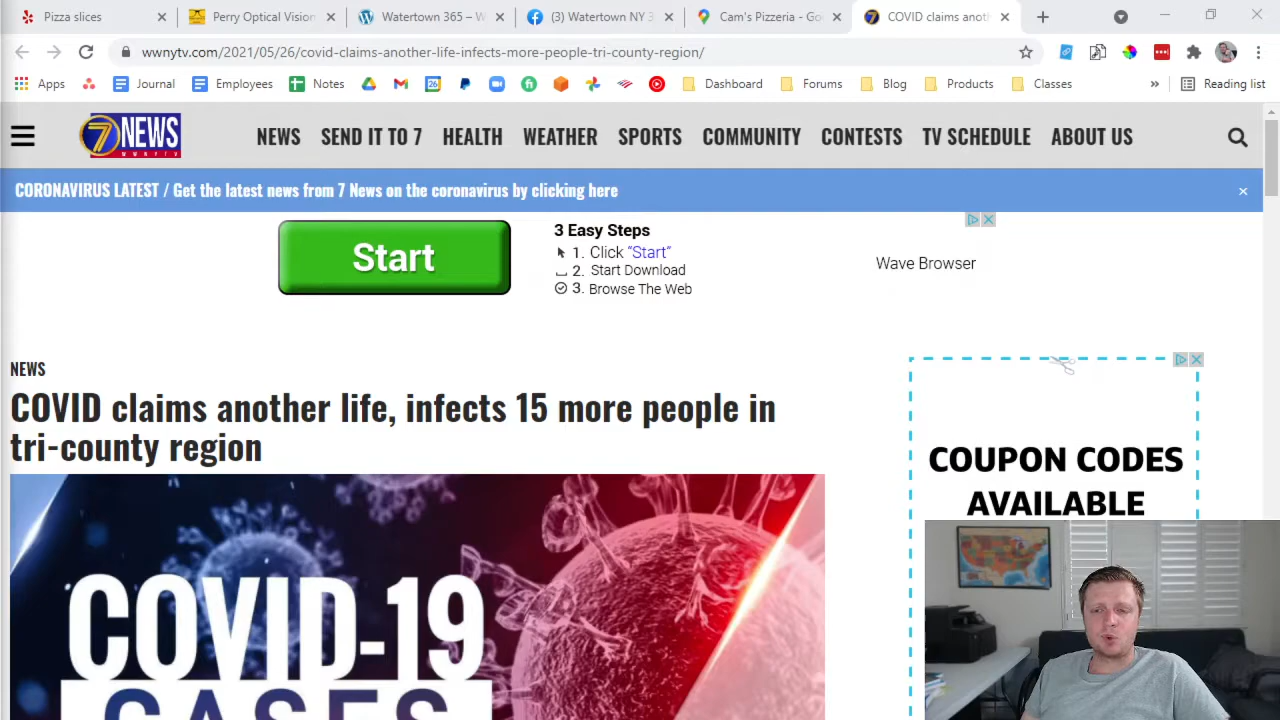 Pizza slices
Perry Optical Vision
Watertown 365 – W
(3) Watertown NY 3
Cam's Pizzeria - Go
COVID claims anot
wwnytv.com/2021/05/26/covid-claims-another-life-infects-more-people-tri-county-region/
Apps
Journal
Employees
Notes
26
Dashboard
Forums
Blog
Products
Classes
»
Reading list
7 NEWS
WWNYTV
NEWS
SEND IT TO 7
HEALTH
WEATHER
SPORTS
COMMUNITY
CONTESTS
TV SCHEDULE
ABOUT US
CORONAVIRUS LATEST / Get the latest news from 7 News on the coronavirus by clicking here
Start
3 Easy Steps
1. Click “Start”
2. Start Download
3. Browse The Web
Wave Browser
NEWS
COVID claims another life, infects 15 more people in
tri-county region
COUPON CODES
AVAILABLE
COVID-19
CASES